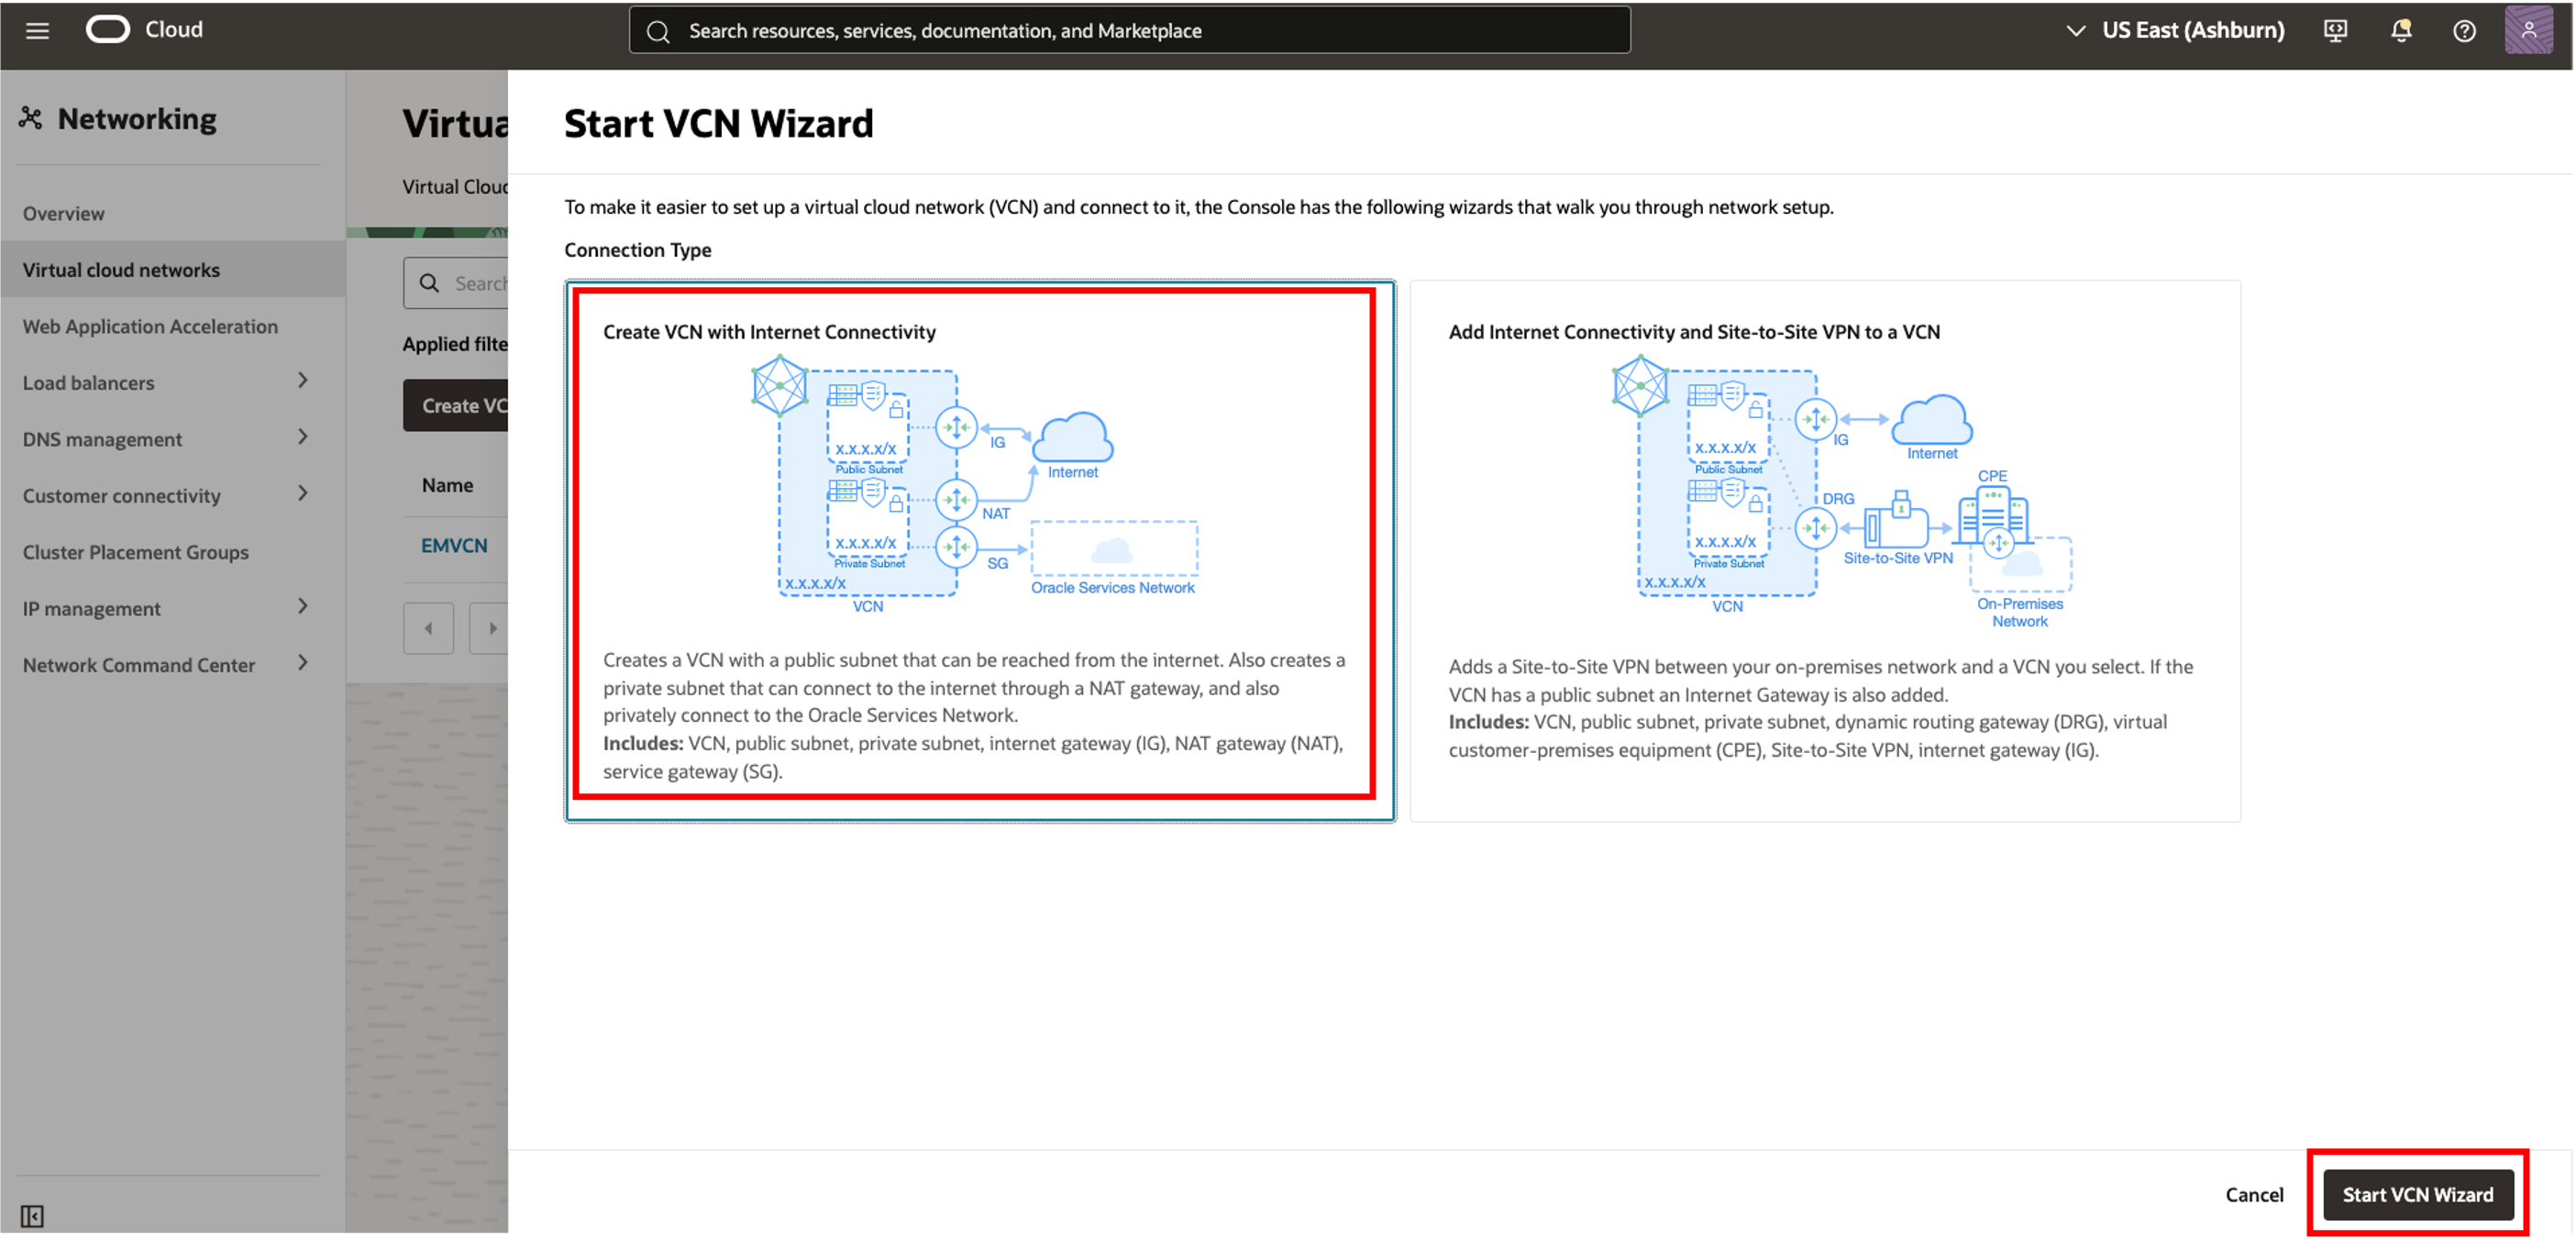 Cloud
Search resources, services, documentation, and Marketplace
US East (Ashburn)
Networking
Overview
Virtual cloud networks
Web Application Acceleration
Load balancers
DNS management
Customer connectivity
Cluster Placement Groups
IP management
Network Command Center
Virtua
Virtual Cloud
Search
Applied filte
Create VC
Name
EMVCN
Start VCN Wizard
To make it easier to set up a virtual cloud network (VCN) and connect to it, the Console has the following wizards that walk you through network setup.
Connection Type
Create VCN with Internet Connectivity
x.x.x.x/x
Public Subnet
IG
Internet
NAT
x.x.x.x/x
Private Subnet
SG
x.x.x.x/x
VCN
Oracle Services Network
Creates a VCN with a public subnet that can be reached from the internet. Also creates a
private subnet that can connect to the internet through a NAT gateway, and also
privately connect to the Oracle Services Network.
Includes: VCN, public subnet, private subnet, internet gateway (IG), NAT gateway (NAT),
service gateway (SG).
Add Internet Connectivity and Site-to-Site VPN to a VCN
x.x.x.x/x
Public Subnet
IG
Internet
CPE
DRG
x.x.x.x/x
Private Subnet
Site-to-Site VPN
x.x.x.x/x
VCN
On-Premises
Network
Adds a Site-to-Site VPN between your on-premises network and a VCN you select. If the
VCN has a public subnet an Internet Gateway is also added.
Includes: VCN, public subnet, private subnet, dynamic routing gateway (DRG), virtual
customer-premises equipment (CPE), Site-to-Site VPN, internet gateway (IG).
Cancel
Start VCN Wizard